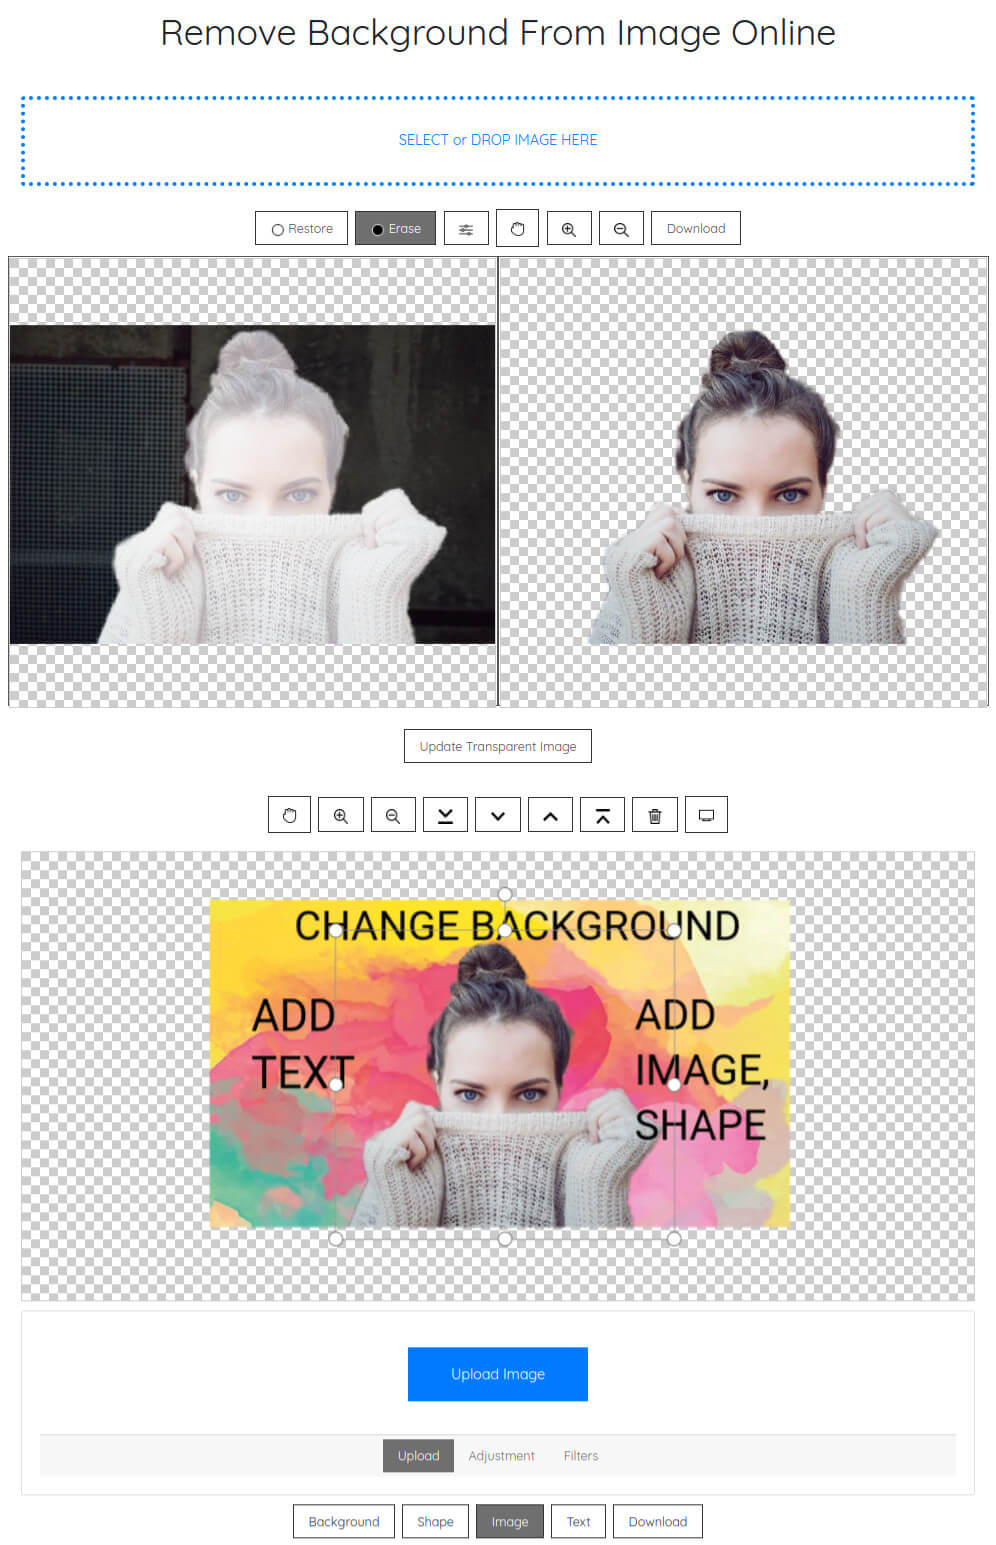 Remove Background From Image Online
SELECT or DROP IMAGE HERE
Restore Erase Download
Update Transparent Image
CHANGE BACKGROUND
ADD
TEXT
ADD
IMAGE,
SHAPE
Upload Image
Upload Adjustment Filters
Background Shape Image Text Download